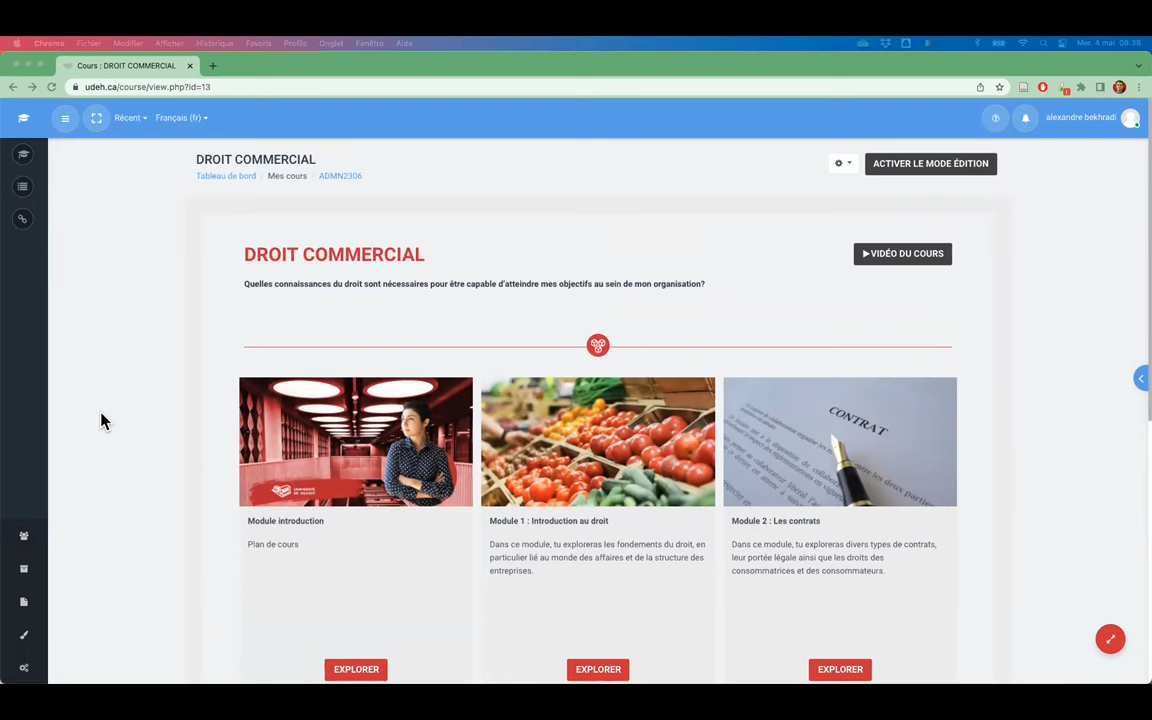 Chrome Fichier Modifier Afficher Historique Favoris Profils Onglet Fenêtre Aide Mer. 4 mai 08:38
Cours : DROIT COMMERCIAL
udeh.ca/course/view.php?id=13
Récent Français (fr) alexandre bekhradi
DROIT COMMERCIAL
ACTIVER LE MODE ÉDITION
Tableau de bord / Mes cours / ADMN2306
DROIT COMMERCIAL
VIDÉO DU COURS
Quelles connaissances du droit sont nécessaires pour être capable d'atteindre mes objectifs au sein de mon organisation?
CONTRAT
Module introduction
Plan de cours
EXPLORER
Module 1 : Introduction au droit
Dans ce module, tu exploreras les fondements du droit, en
particulier lié au monde des affaires et de la structure des
entreprises.
EXPLORER
Module 2 : Les contrats
Dans ce module, tu exploreras divers types de contrats,
leur portée légale ainsi que les droits des
consommatrices et des consommateurs.
EXPLORER